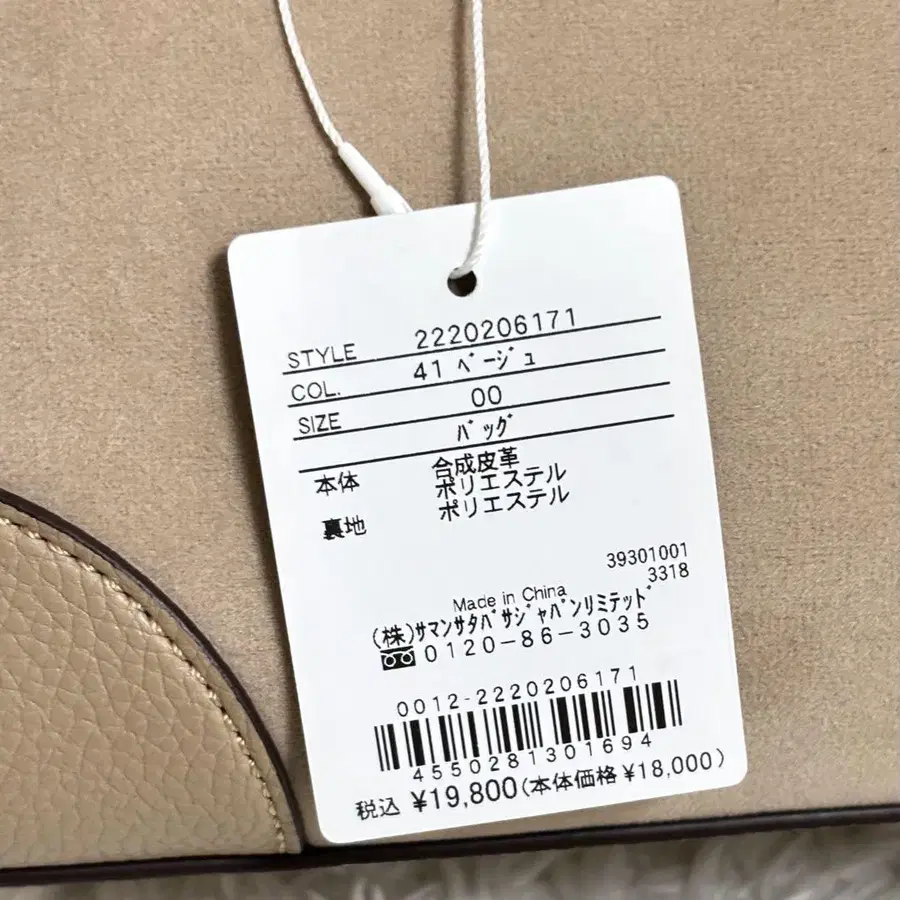 STYLE 2220206171
COL. 41 ﾍﾞｰｼﾞｭ
SIZE 00
ﾊﾞｯｸﾞ
本体 合成皮革
ポリエステル
裏地 ポリエステル
39301001
3318
Made in China
(株)ｻﾏﾝｻﾀﾊﾞｻｼﾞｬﾊﾟﾝﾘﾐﾃｯﾄﾞ
0120-86-3035
0012-2220206171
4550281301694
税込 ¥19,800(本体価格 ¥18,000)